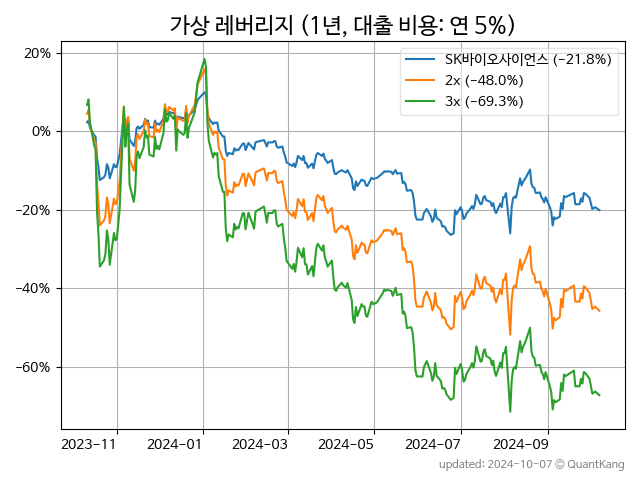 가상 레버리지 (1년, 대출 비용: 연 5%)
SK바이오사이언스 (−21.8%)
2x (−48.0%)
3x (−69.3%)
20%
0%
−20%
−40%
−60%
2023-11 2024-01 2024-03 2024-05 2024-07 2024-09
updated: 2024-10-07 © QuantKang